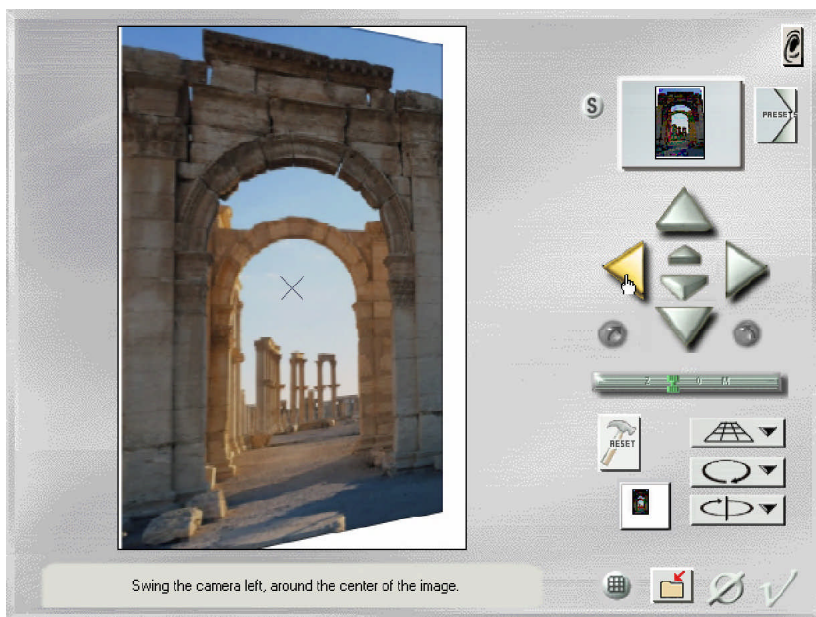 S
PRESETS
Z O O M
RESET
Swing the camera left, around the center of the image.